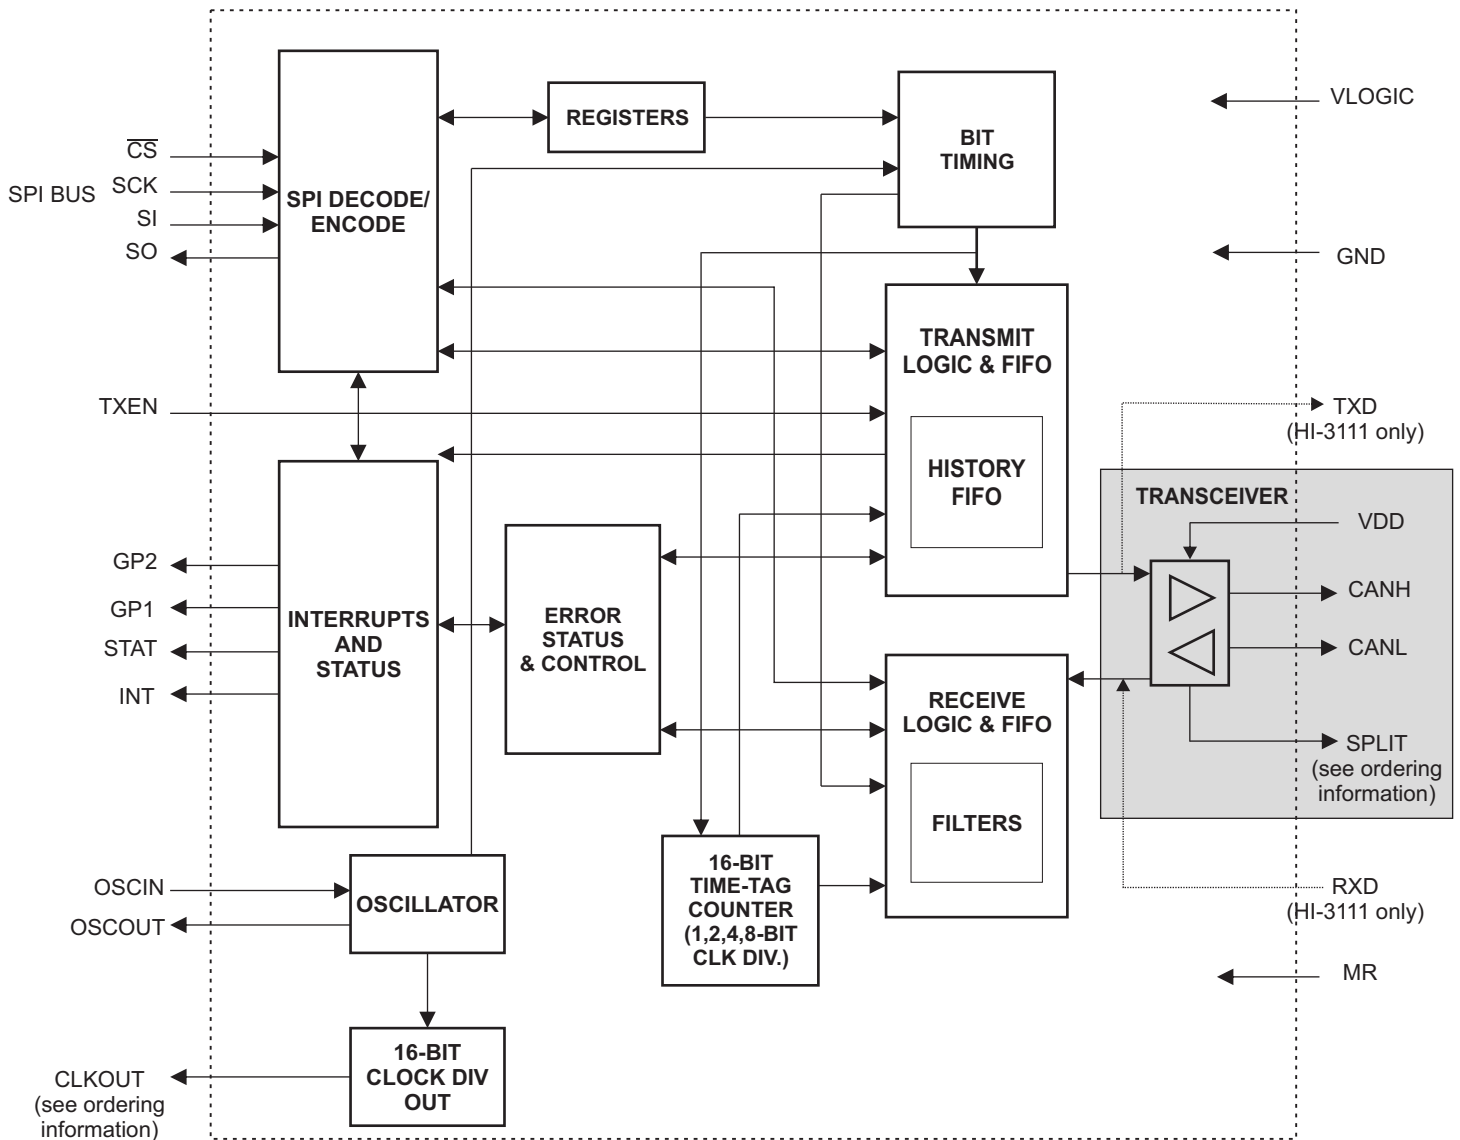 REGISTERS
BIT
TIMING
VLOGIC
SPI BUS
CS
SCK
SI
SO
SPI DECODE/
ENCODE
GND
TRANSMIT
LOGIC & FIFO
HISTORY
FIFO
TXEN
TXD
(HI-3111 only)
TRANSCEIVER
VDD
CANH
CANL
SPLIT
(see ordering
information)
GP2
GP1
STAT
INT
INTERRUPTS
AND
STATUS
ERROR
STATUS
& CONTROL
RECEIVE
LOGIC & FIFO
FILTERS
16-BIT
TIME-TAG
COUNTER
(1,2,4,8-BIT
CLK DIV.)
RXD
(HI-3111 only)
OSCIN
OSCOUT
OSCILLATOR
MR
16-BIT
CLOCK DIV
OUT
CLKOUT
(see ordering
information)